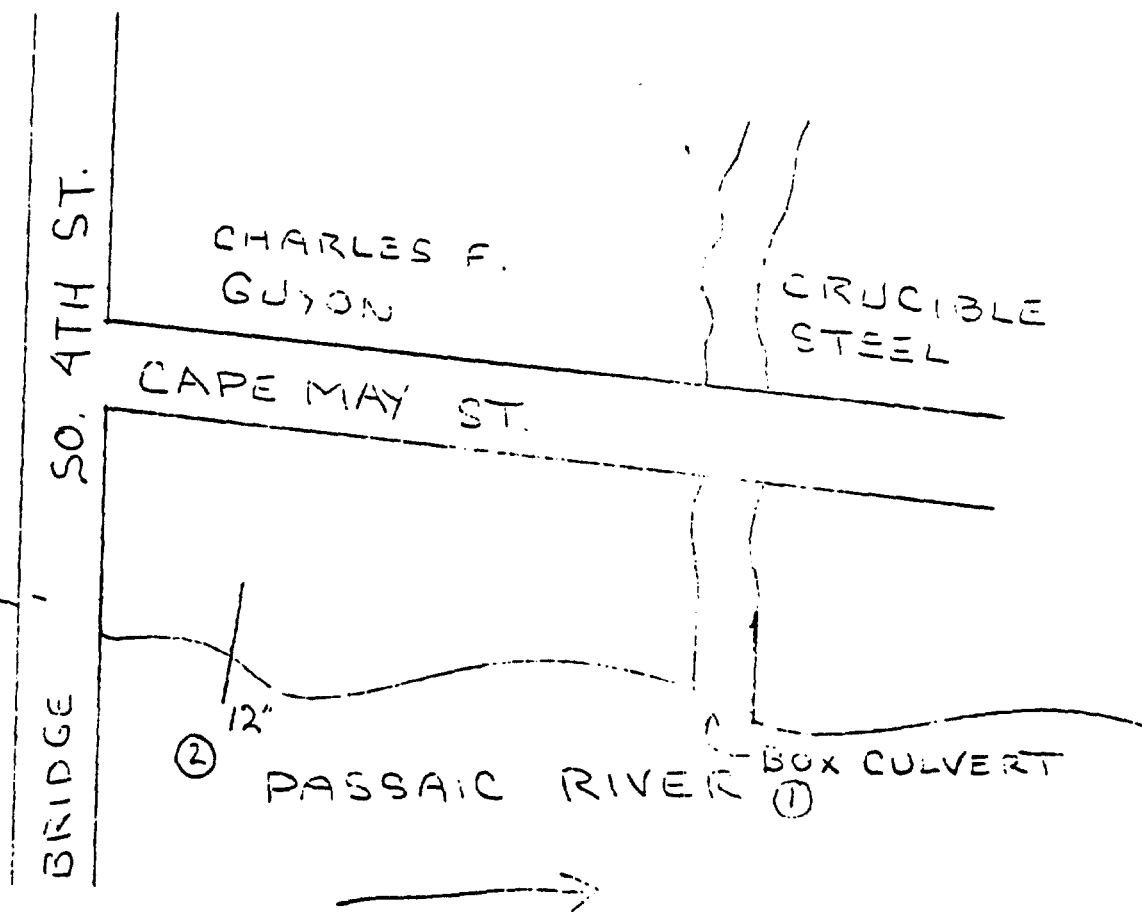 SO. 4TH ST.
BRIDGE
CHARLES F.
GUYON
CRUCIBLE
STEEL
CAPE MAY ST.
12"
②
PASSAIC RIVER
BOX CULVERT
①